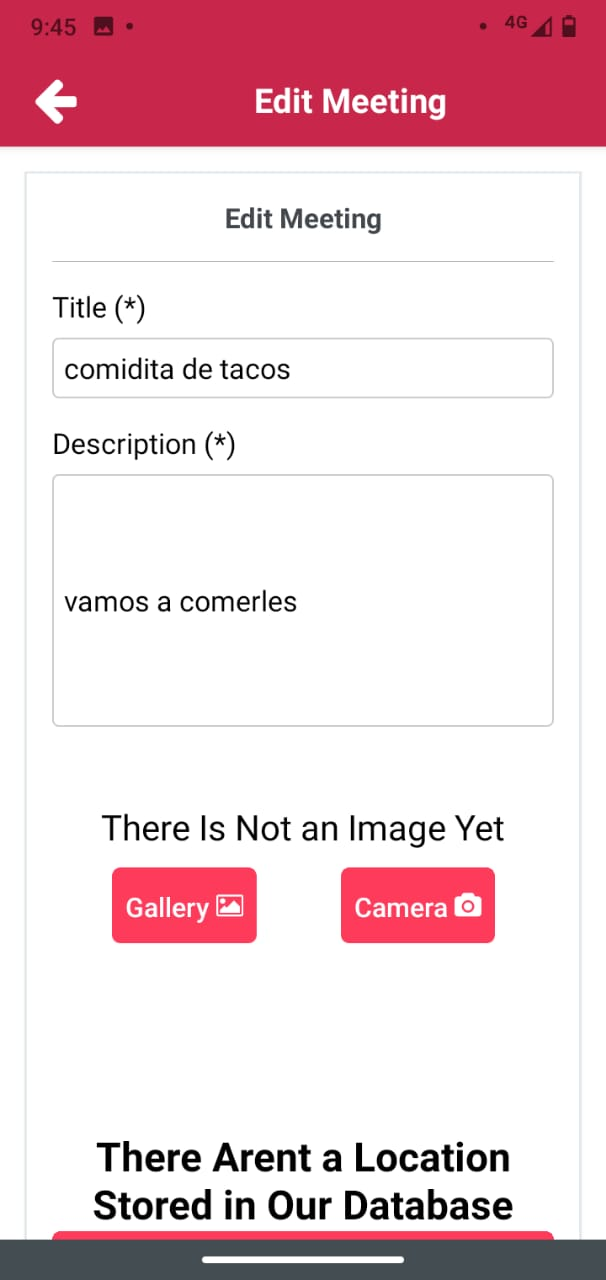 9:45
4G
Edit Meeting
Edit Meeting
Title (*)
comidita de tacos
Description (*)
vamos a comerles
There Is Not an Image Yet
Gallery
Camera
There Arent a Location
Stored in Our Database